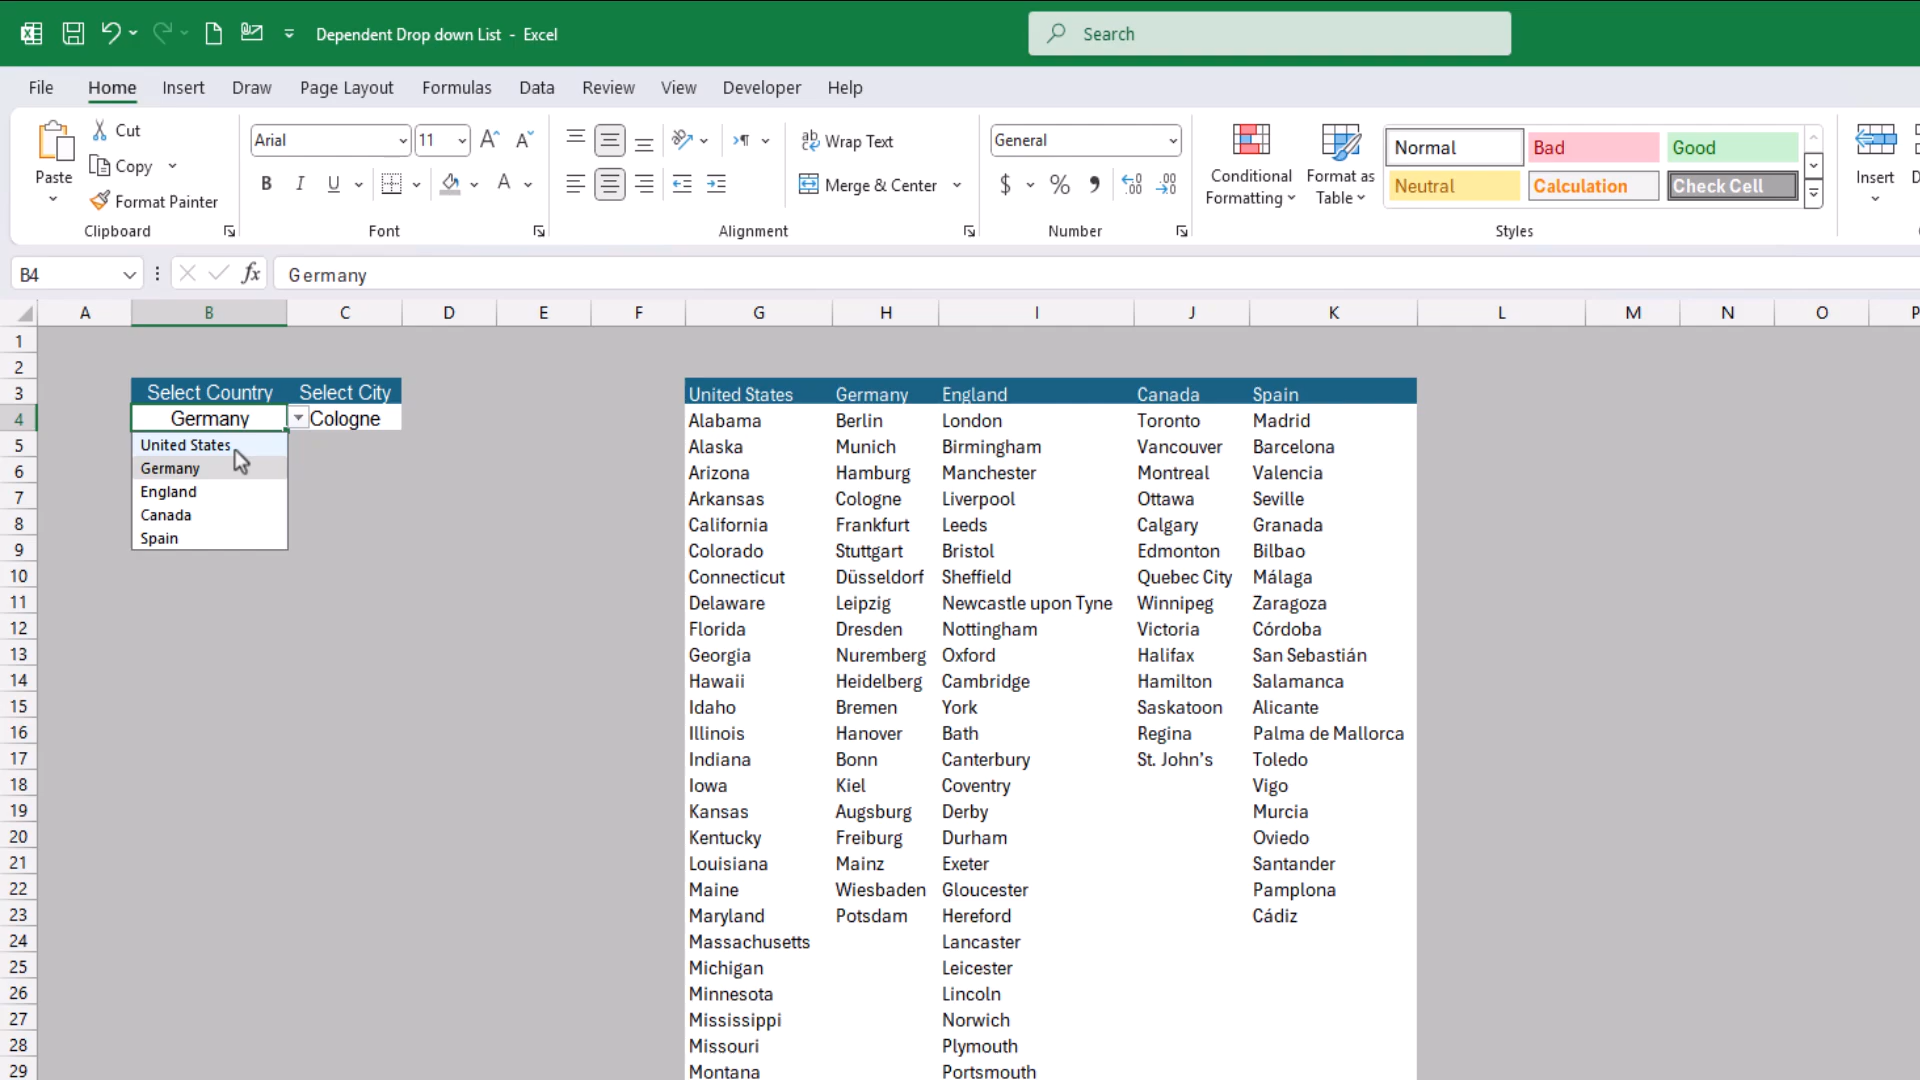 Dependent Drop down List - Excel
Search
File Home Insert Draw Page Layout Formulas Data Review View Developer Help
Paste
Cut
Copy
Format Painter
Clipboard
Arial 11
B I U A
Font
Wrap Text
Merge & Center
Alignment
General
$ % 9 .00
Number
Conditional Formatting
Format as Table
Normal Bad Good
Neutral Calculation Check Cell
Styles
Insert
B4 fx Germany
A B C D E F G H I J K L M N O P
1
2
3 Select Country Select City United States Germany England Canada Spain
4 Germany Cologne Alabama Berlin London Toronto Madrid
5 United States Alaska Munich Birmingham Vancouver Barcelona
6 Germany Arizona Hamburg Manchester Montreal Valencia
7 England Arkansas Cologne Liverpool Ottawa Seville
8 Canada California Frankfurt Leeds Calgary Granada
9 Spain Colorado Stuttgart Bristol Edmonton Bilbao
10 Connecticut Düsseldorf Sheffield Quebec City Málaga
11 Delaware Leipzig Newcastle upon Tyne Winnipeg Zaragoza
12 Florida Dresden Nottingham Victoria Córdoba
13 Georgia Nuremberg Oxford Halifax San Sebastián
14 Hawaii Heidelberg Cambridge Hamilton Salamanca
15 Idaho Bremen York Saskatoon Alicante
16 Illinois Hanover Bath Regina Palma de Mallorca
17 Indiana Bonn Canterbury St. John’s Toledo
18 Iowa Kiel Coventry Vigo
19 Kansas Augsburg Derby Murcia
20 Kentucky Freiburg Durham Oviedo
21 Louisiana Mainz Exeter Santander
22 Maine Wiesbaden Gloucester Pamplona
23 Maryland Potsdam Hereford Cádiz
24 Massachusetts Lancaster
25 Michigan Leicester
26 Minnesota Lincoln
27 Mississippi Norwich
28 Missouri Plymouth
29 Montana Portsmouth